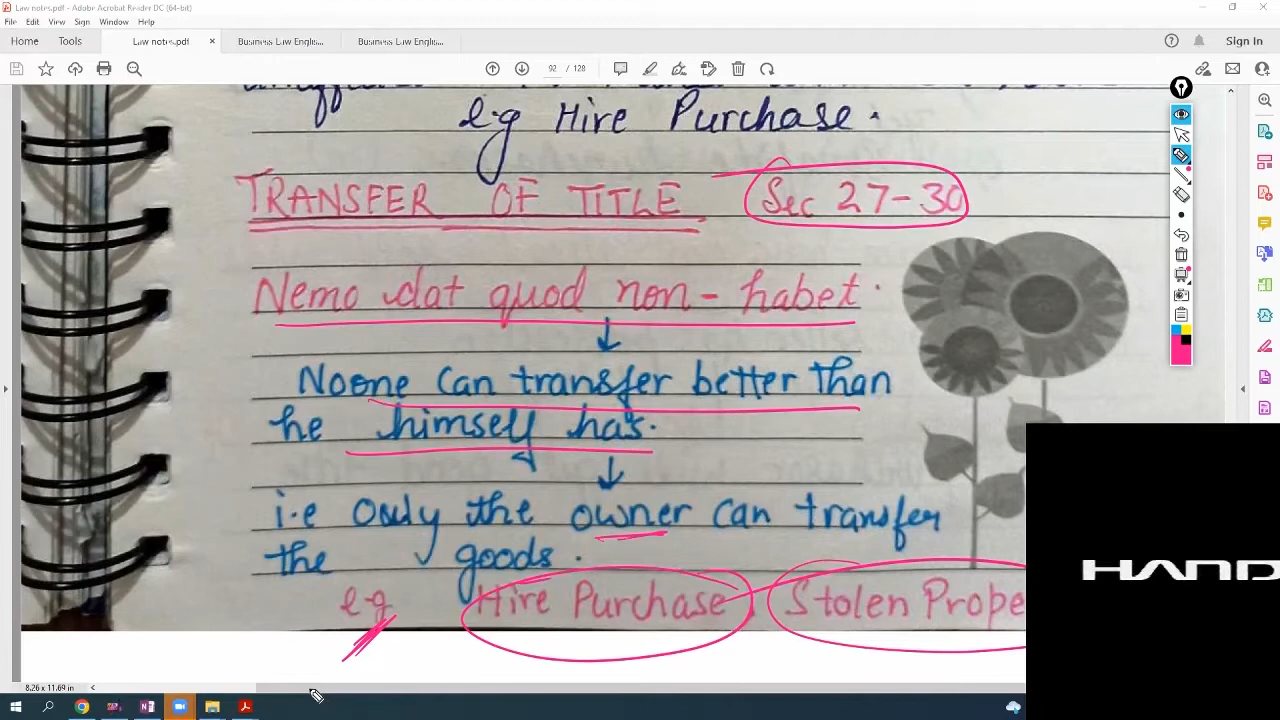 Law notes.pdf - Adobe Acrobat Reader DC (64-bit)
File Edit View Sign Window Help
Home Tools Law notes.pdf × Business Law Englis... Business Law Englis... Sign In
92 / 128
e.g Hire Purchase.
TRANSFER OF TITLE Sec 27-30
Nemo dat quod non-habet.
Noone can transfer better than
he himself has.
i.e only the owner can transfer
the goods.
e.g Hire Purchase Stolen Prope
HAND
8.26 x 11.69 in